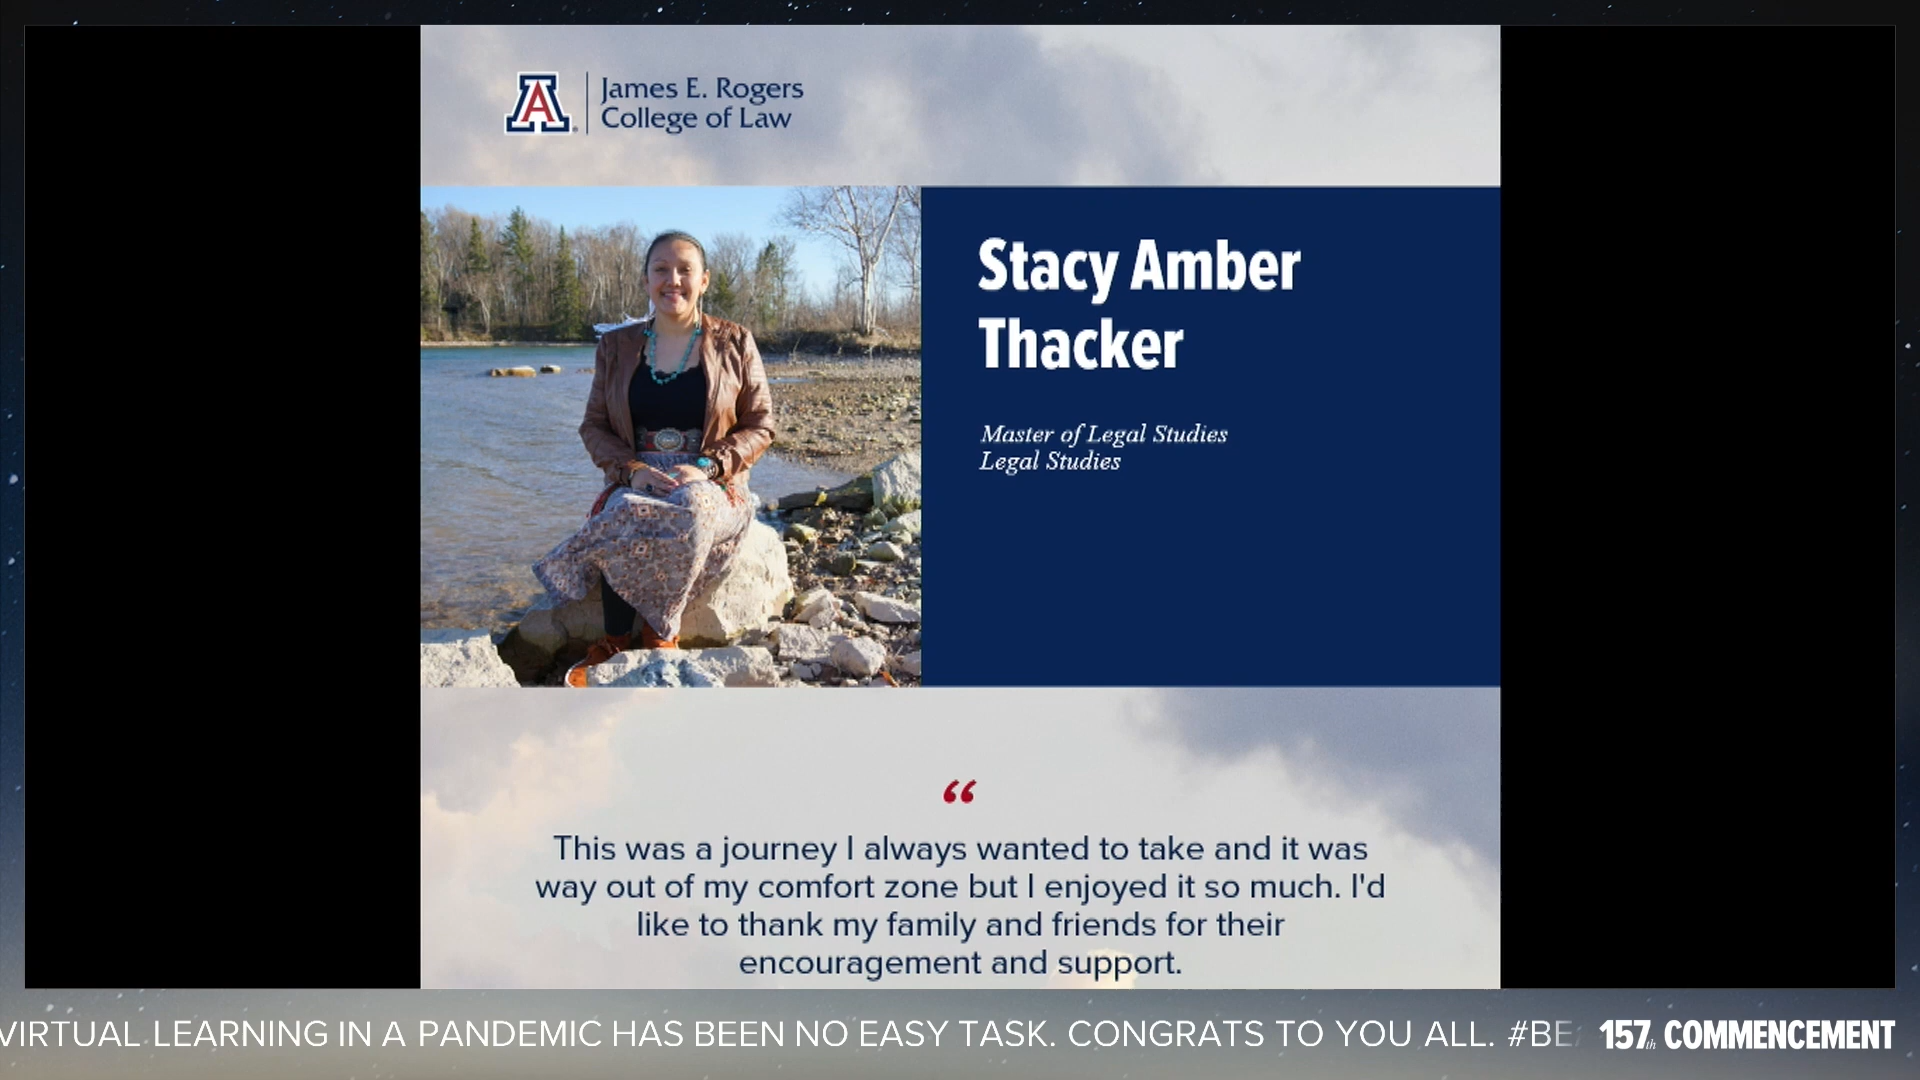 A
James E. Rogers
College of Law
Stacy Amber
Thacker
Master of Legal Studies
Legal Studies
“
This was a journey I always wanted to take and it was
way out of my comfort zone but I enjoyed it so much. I'd
like to thank my family and friends for their
encouragement and support.
VIRTUAL LEARNING IN A PANDEMIC HAS BEEN NO EASY TASK. CONGRATS TO YOU ALL. #BE
157th COMMENCEMENT